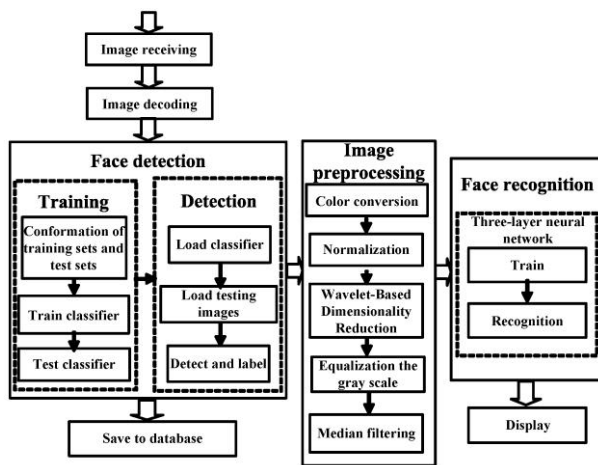 Image receiving
Image decoding
Face detection
Training
Conformation of
training sets and
test sets
Train classifier
Test classifier
Detection
Load classifier
Load testing
images
Detect and label
Save to database
Image
preprocessing
Color conversion
Normalization
Wavelet-Based
Dimensionality
Reduction
Equalization the
gray scale
Median filtering
Face recognition
Three-layer neural
network
Train
Recognition
Display